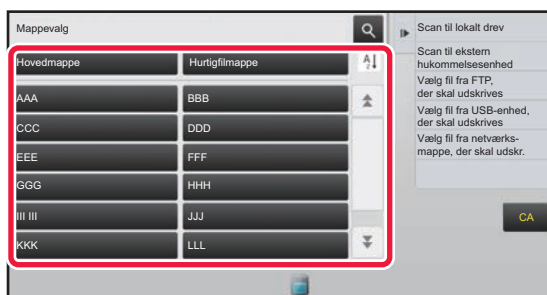 Mappevalg
Hovedmappe
Hurtigfilmappe
AAA
BBB
CCC
DDD
EEE
FFF
GGG
HHH
III III
JJJ
KKK
LLL
Scan til lokalt drev
Scan til ekstern
hukommelsesenhed
Vælg fil fra FTP,
der skal udskrives
Vælg fil fra USB-enhed,
der skal udskrives
Vælg fil fra netværks-
mappe, der skal udskr.
CA